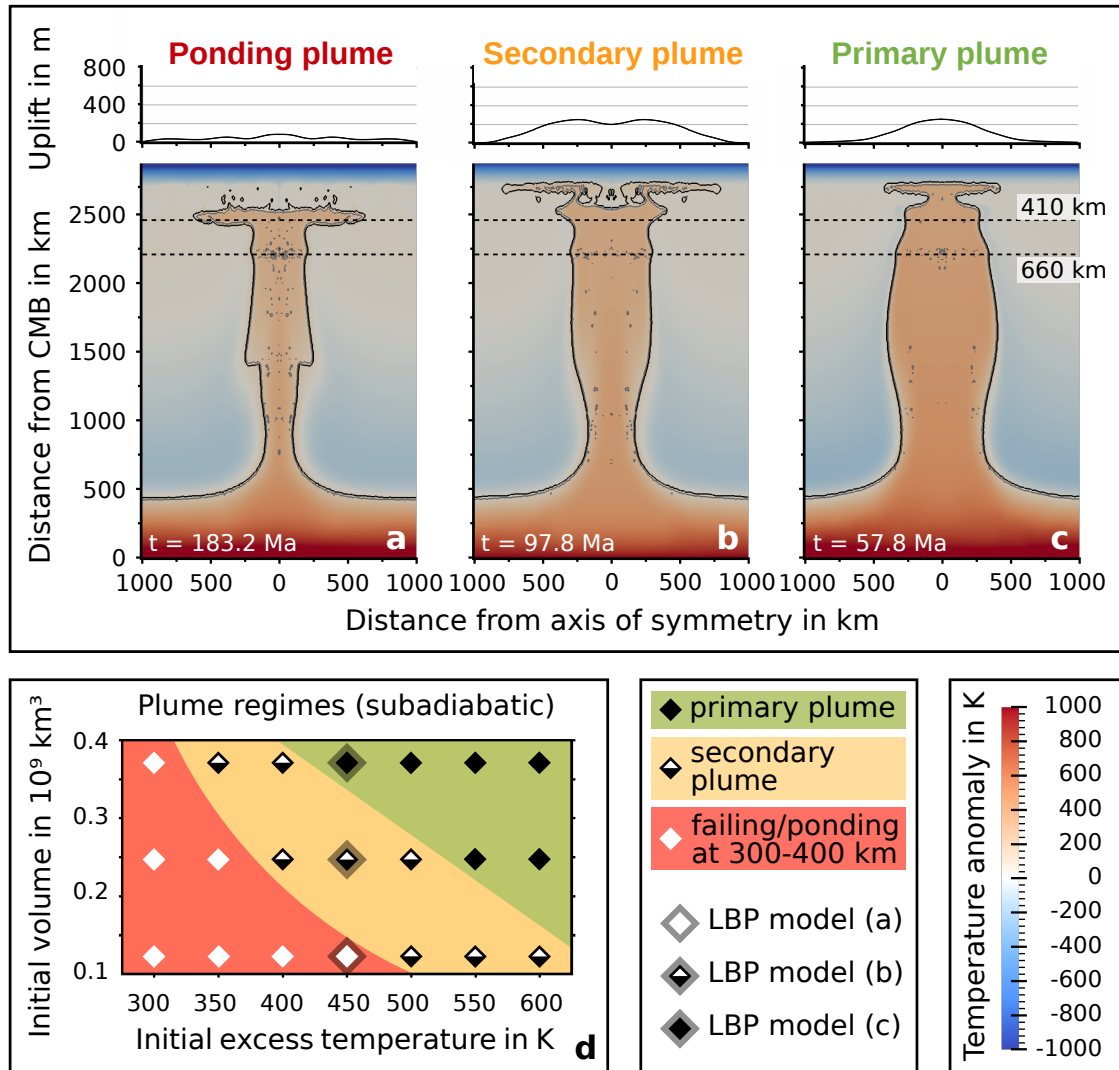 Ponding plume
Secondary plume
Primary plume
Uplift in m
800
400
0
Distance from CMB in km
2500
2000
1500
1000
500
0
410 km
660 km
t = 183.2 Ma
a
t = 97.8 Ma
b
t = 57.8 Ma
c
1000 500 0 500 1000
1000 500 0 500 1000
1000 500 0 500 1000
Distance from axis of symmetry in km
Plume regimes (subadiabatic)
Initial volume in 10⁹ km³
0.4
0.3
0.2
0.1
300 350 400 450 500 550 600
Initial excess temperature in K
d
primary plume
secondary
plume
failing/ponding
at 300-400 km
LBP model (a)
LBP model (b)
LBP model (c)
Temperature anomaly in K
1000
800
600
400
200
0
-200
-400
-600
-800
-1000